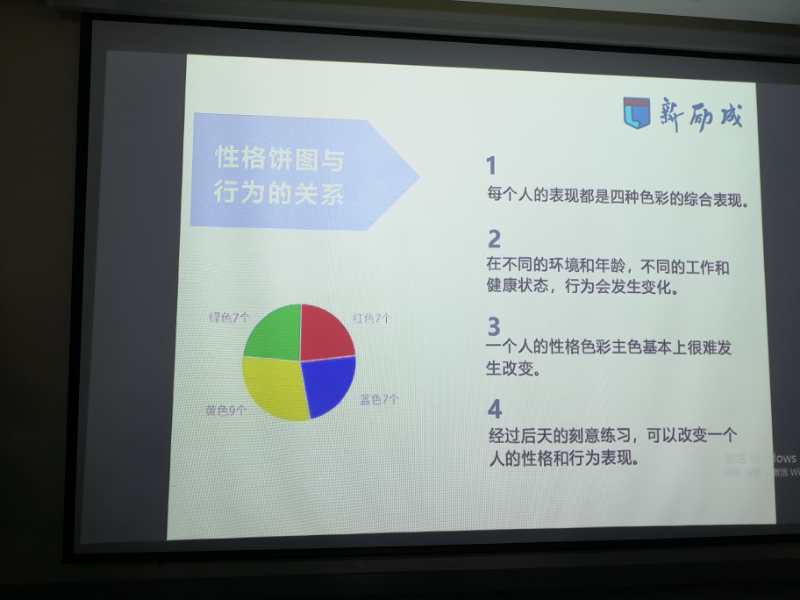 新励成
性格饼图与
行为的关系
1
每个人的表现都是四种色彩的综合表现。
2
在不同的环境和年龄，不同的工作和
健康状态，行为会发生变化。
3
一个人的性格色彩主色基本上很难发
生改变。
4
经过后天的刻意练习，可以改变一个
人的性格和行为表现。
绿色7个
红色7个
黄色9个
蓝色7个